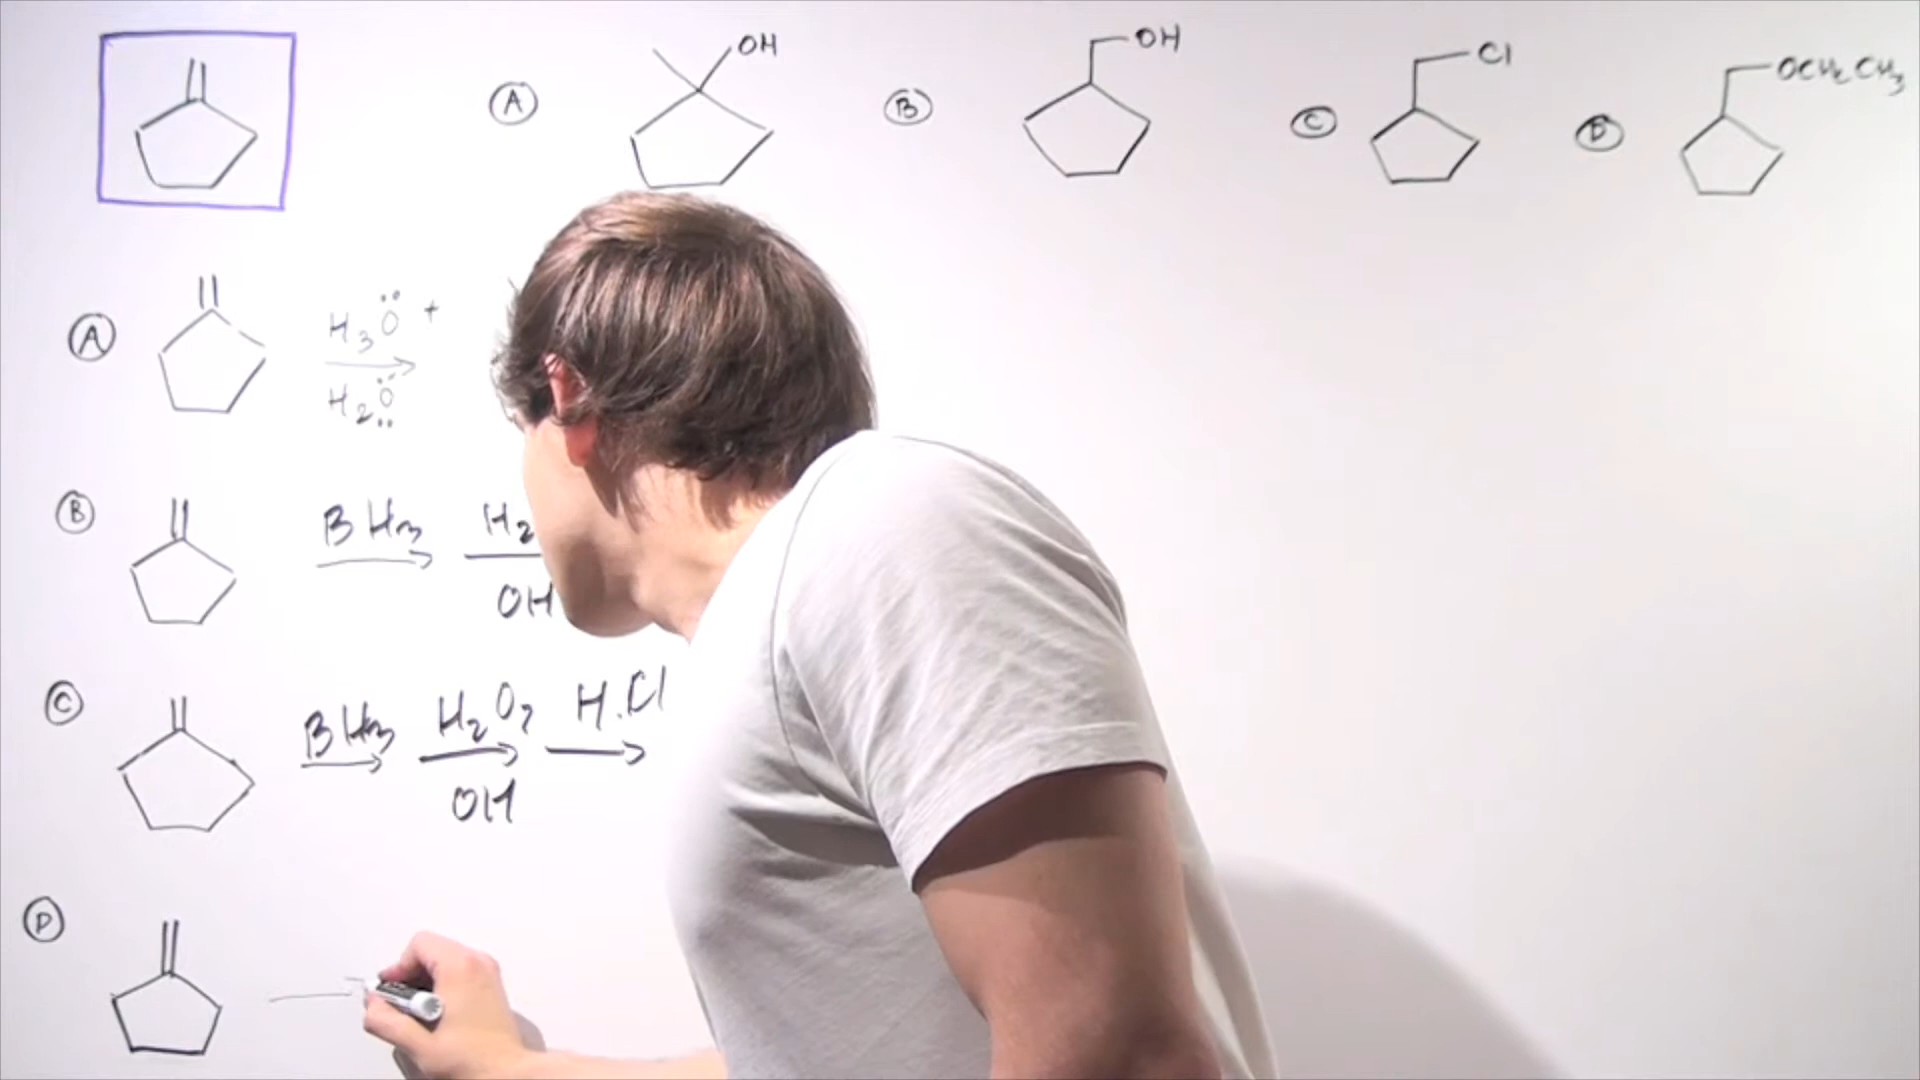 A OH
B OH
C Cl
D OCH₂CH₃
A H₃O +
H₂O
B BH₃ H₂
OH
C BH₃ H₂O₂ H.Cl
OH
D